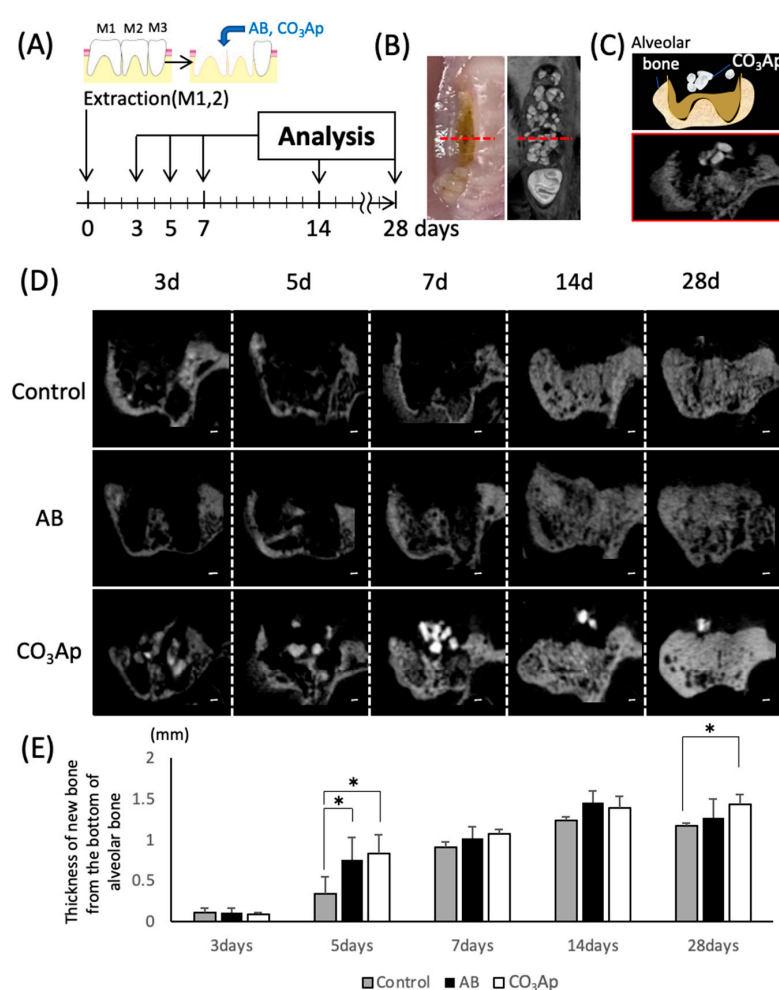 (A)
M1 M2 M3
AB, CO₃Ap
Extraction(M1,2)
Analysis
0 3 5 7 14 28 days
(B)
(C)
Alveolar
bone
CO₃Ap
(D)
3d 5d 7d 14d 28d
Control
AB
CO₃Ap
(E)
(mm)
Thickness of new bone
from the bottom of
alveolar bone
2
1.5
1
0.5
0
*
*
*
3days 5days 7days 14days 28days
Control AB CO₃Ap